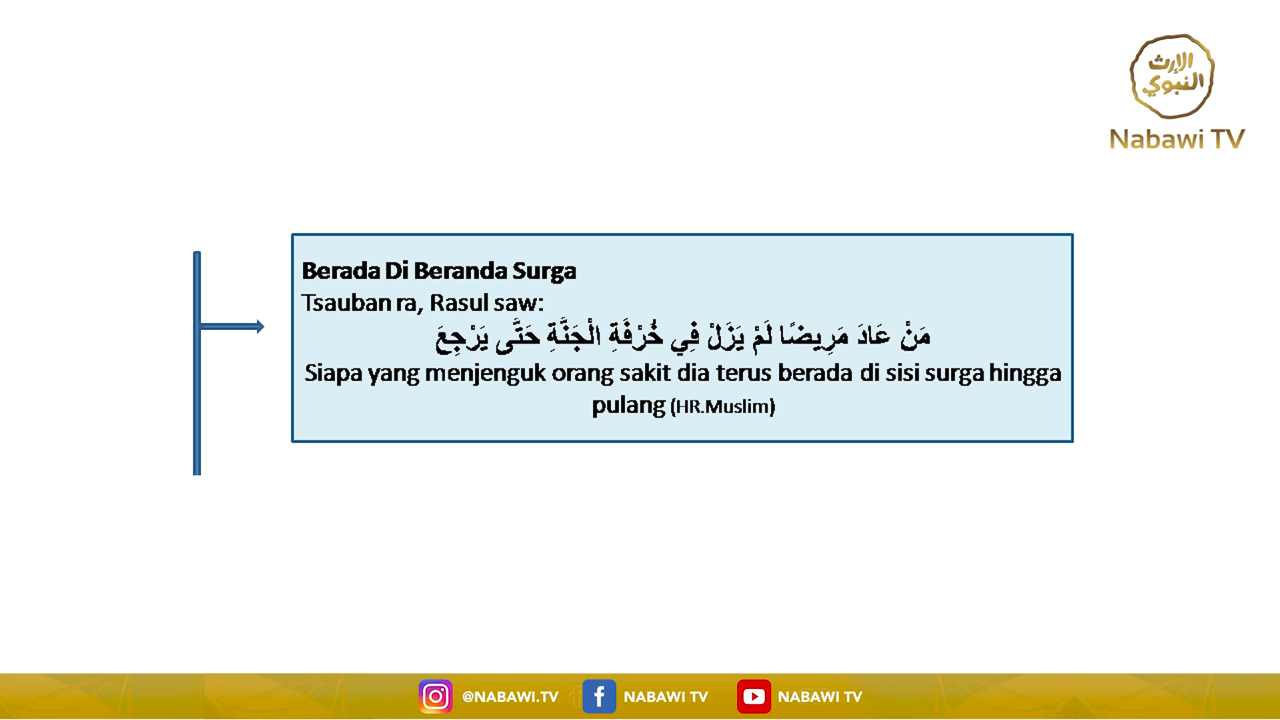 الإرث
النبوي
Nabawi TV
Berada Di Beranda Surga
Tsauban ra, Rasul saw:
مَنْ عَادَ مَرِيضًا لَمْ يَزَلْ فِي خُرْفَةِ الْجَنَّةِ حَتَّى يَرْجِعَ
Siapa yang menjenguk orang sakit dia terus berada di sisi surga hingga
pulang (HR.Muslim)
@NABAWI.TV NABAWI TV NABAWI TV